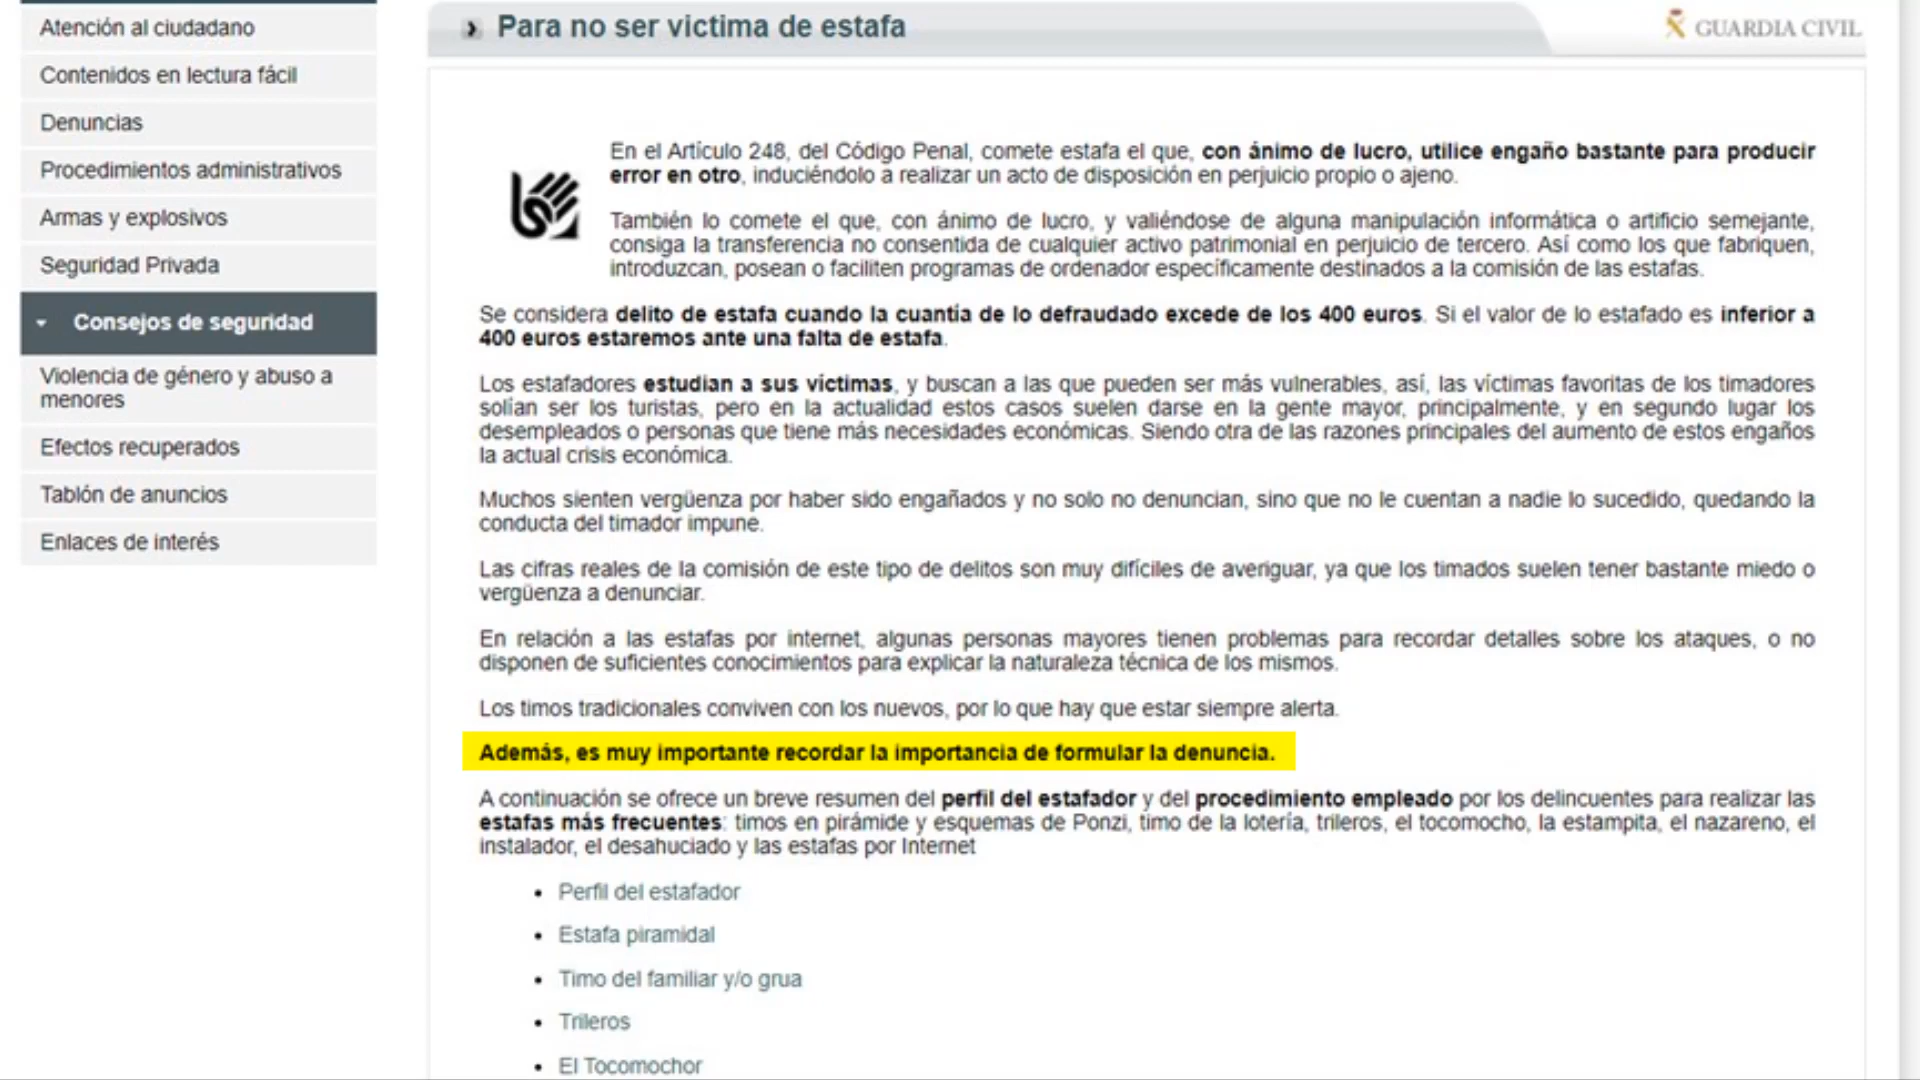 Atención al ciudadano
Contenidos en lectura fácil
Denuncias
Procedimientos administrativos
Armas y explosivos
Seguridad Privada
Consejos de seguridad
Violencia de género y abuso a
menores
Efectos recuperados
Tablón de anuncios
Enlaces de interés
Para no ser victima de estafa
GUARDIA CIVIL
En el Artículo 248, del Código Penal, comete estafa el que, con ánimo de lucro, utilice engaño bastante para producir
error en otro, induciéndolo a realizar un acto de disposición en perjuicio propio o ajeno.
También lo comete el que, con ánimo de lucro, y valiéndose de alguna manipulación informática o artificio semejante,
consiga la transferencia no consentida de cualquier activo patrimonial en perjuicio de tercero. Así como los que fabriquen,
introduzcan, posean o faciliten programas de ordenador específicamente destinados a la comisión de las estafas.
Se considera delito de estafa cuando la cuantía de lo defraudado excede de los 400 euros. Si el valor de lo estafado es inferior a
400 euros estaremos ante una falta de estafa.
Los estafadores estudian a sus víctimas, y buscan a las que pueden ser más vulnerables, así, las víctimas favoritas de los timadores
solían ser los turistas, pero en la actualidad estos casos suelen darse en la gente mayor, principalmente, y en segundo lugar los
desempleados o personas que tiene más necesidades económicas. Siendo otra de las razones principales del aumento de estos engaños
la actual crisis económica.
Muchos sienten vergüenza por haber sido engañados y no solo no denuncian, sino que no le cuentan a nadie lo sucedido, quedando la
conducta del timador impune.
Las cifras reales de la comisión de este tipo de delitos son muy difíciles de averiguar, ya que los timados suelen tener bastante miedo o
vergüenza a denunciar.
En relación a las estafas por internet, algunas personas mayores tienen problemas para recordar detalles sobre los ataques, o no
disponen de suficientes conocimientos para explicar la naturaleza técnica de los mismos.
Los timos tradicionales conviven con los nuevos, por lo que hay que estar siempre alerta.
Además, es muy importante recordar la importancia de formular la denuncia.
A continuación se ofrece un breve resumen del perfil del estafador y del procedimiento empleado por los delincuentes para realizar las
estafas más frecuentes: timos en pirámide y esquemas de Ponzi, timo de la lotería, trileros, el tocomocho, la estampita, el nazareno, el
instalador, el desahuciado y las estafas por Internet
• Perfil del estafador
• Estafa piramidal
• Timo del familiar y/o grua
• Trileros
• El Tocomochor